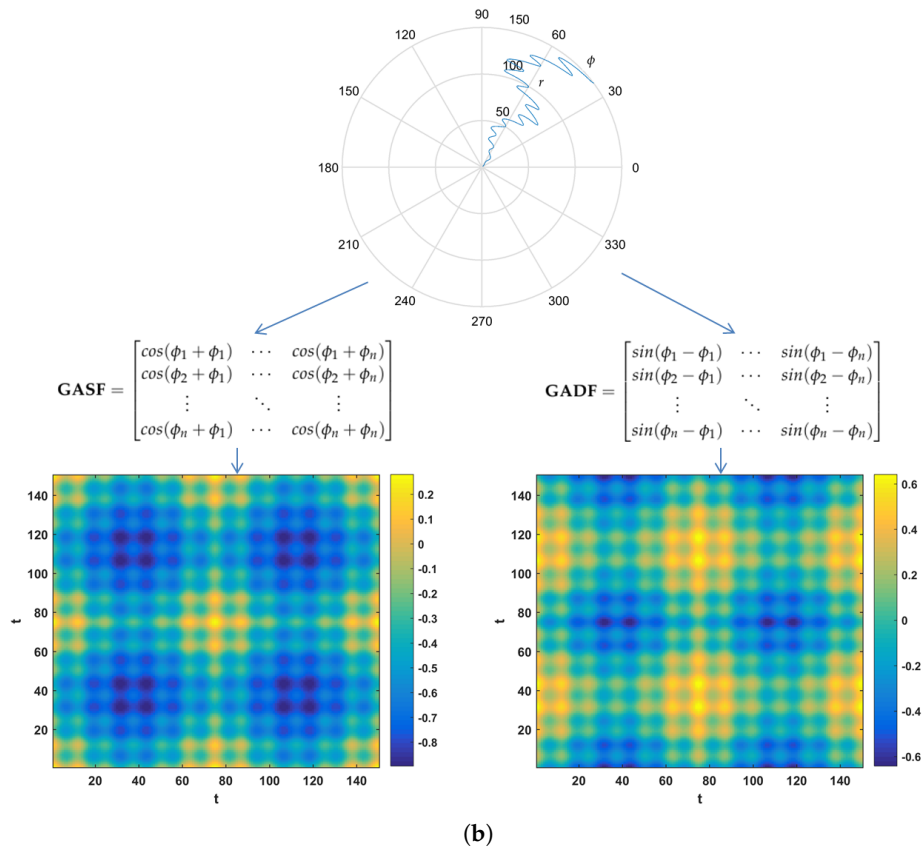 90
120 150 60
φ
100
150 r 30
50
180 0
210 330
240 300
270
GASF = [cos(φ1 + φ1) ⋯ cos(φ1 + φn)
cos(φ2 + φ1) ⋯ cos(φ2 + φn)
⋮ ⋱ ⋮
cos(φn + φ1) ⋯ cos(φn + φn)]
GADF = [sin(φ1 − φ1) ⋯ sin(φ1 − φn)
sin(φ2 − φ1) ⋯ sin(φ2 − φn)
⋮ ⋱ ⋮
sin(φn − φ1) ⋯ sin(φn − φn)]
140
120
100
80
60
40
20
t
20 40 60 80 100 120 140
t
0.2
0.1
0
-0.1
-0.2
-0.3
-0.4
-0.5
-0.6
-0.7
-0.8
140
120
100
80
60
40
20
t
20 40 60 80 100 120 140
t
0.6
0.4
0.2
0
-0.2
-0.4
-0.6
(b)